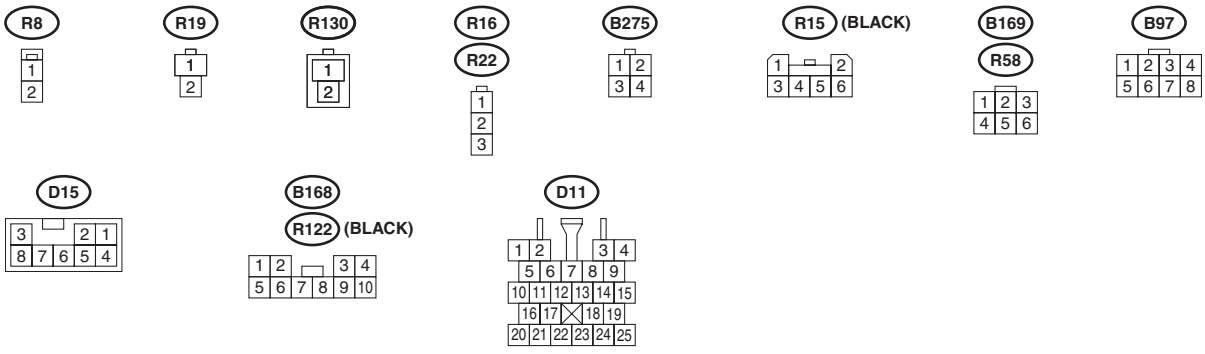 R8 R19 R130 R16 B275 R15 (BLACK) B169 B97
R22 R58
1 1 1 1 2 1 2 1 2 3 4
2 2 2 3 4 3 4 5 6 5 6 7 8
1 1 2 3
2 4 5 6
3
D15 B168 D11
R122 (BLACK)
3 2 1 1 2 3 4
8 7 6 5 4 1 2 3 4 5 6 7 8 9
5 6 7 8 9 10 10 11 12 13 14 15
16 17 18 19
20 21 22 23 24 25